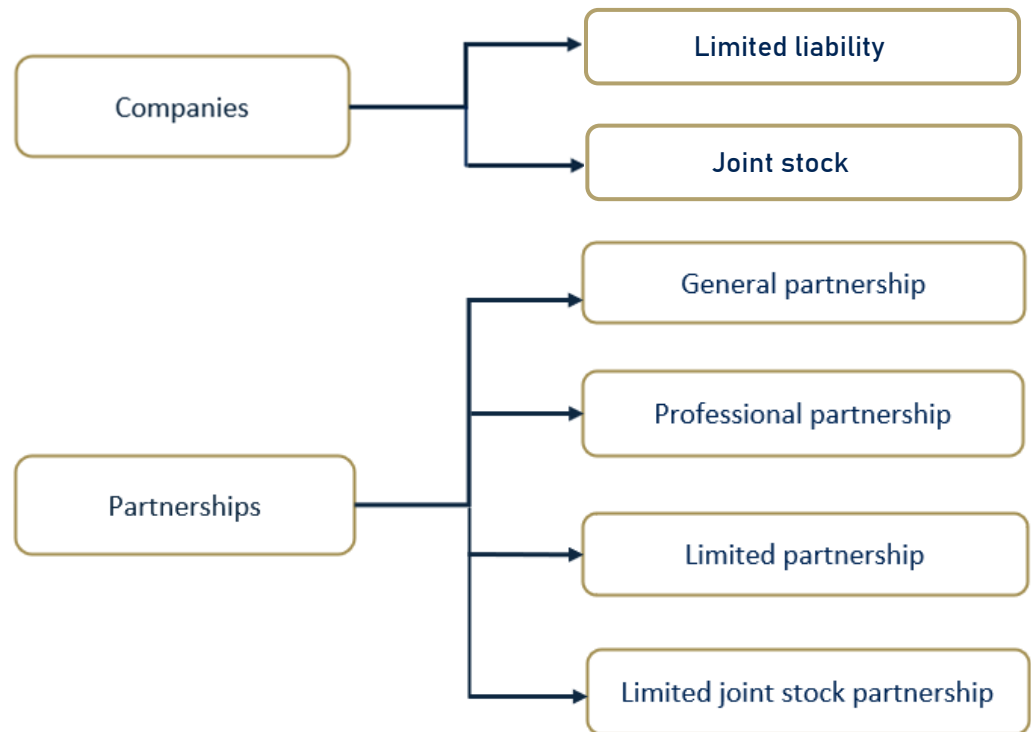 Companies
Limited liability
Joint stock
Partnerships
General partnership
Professional partnership
Limited partnership
Limited joint stock partnership